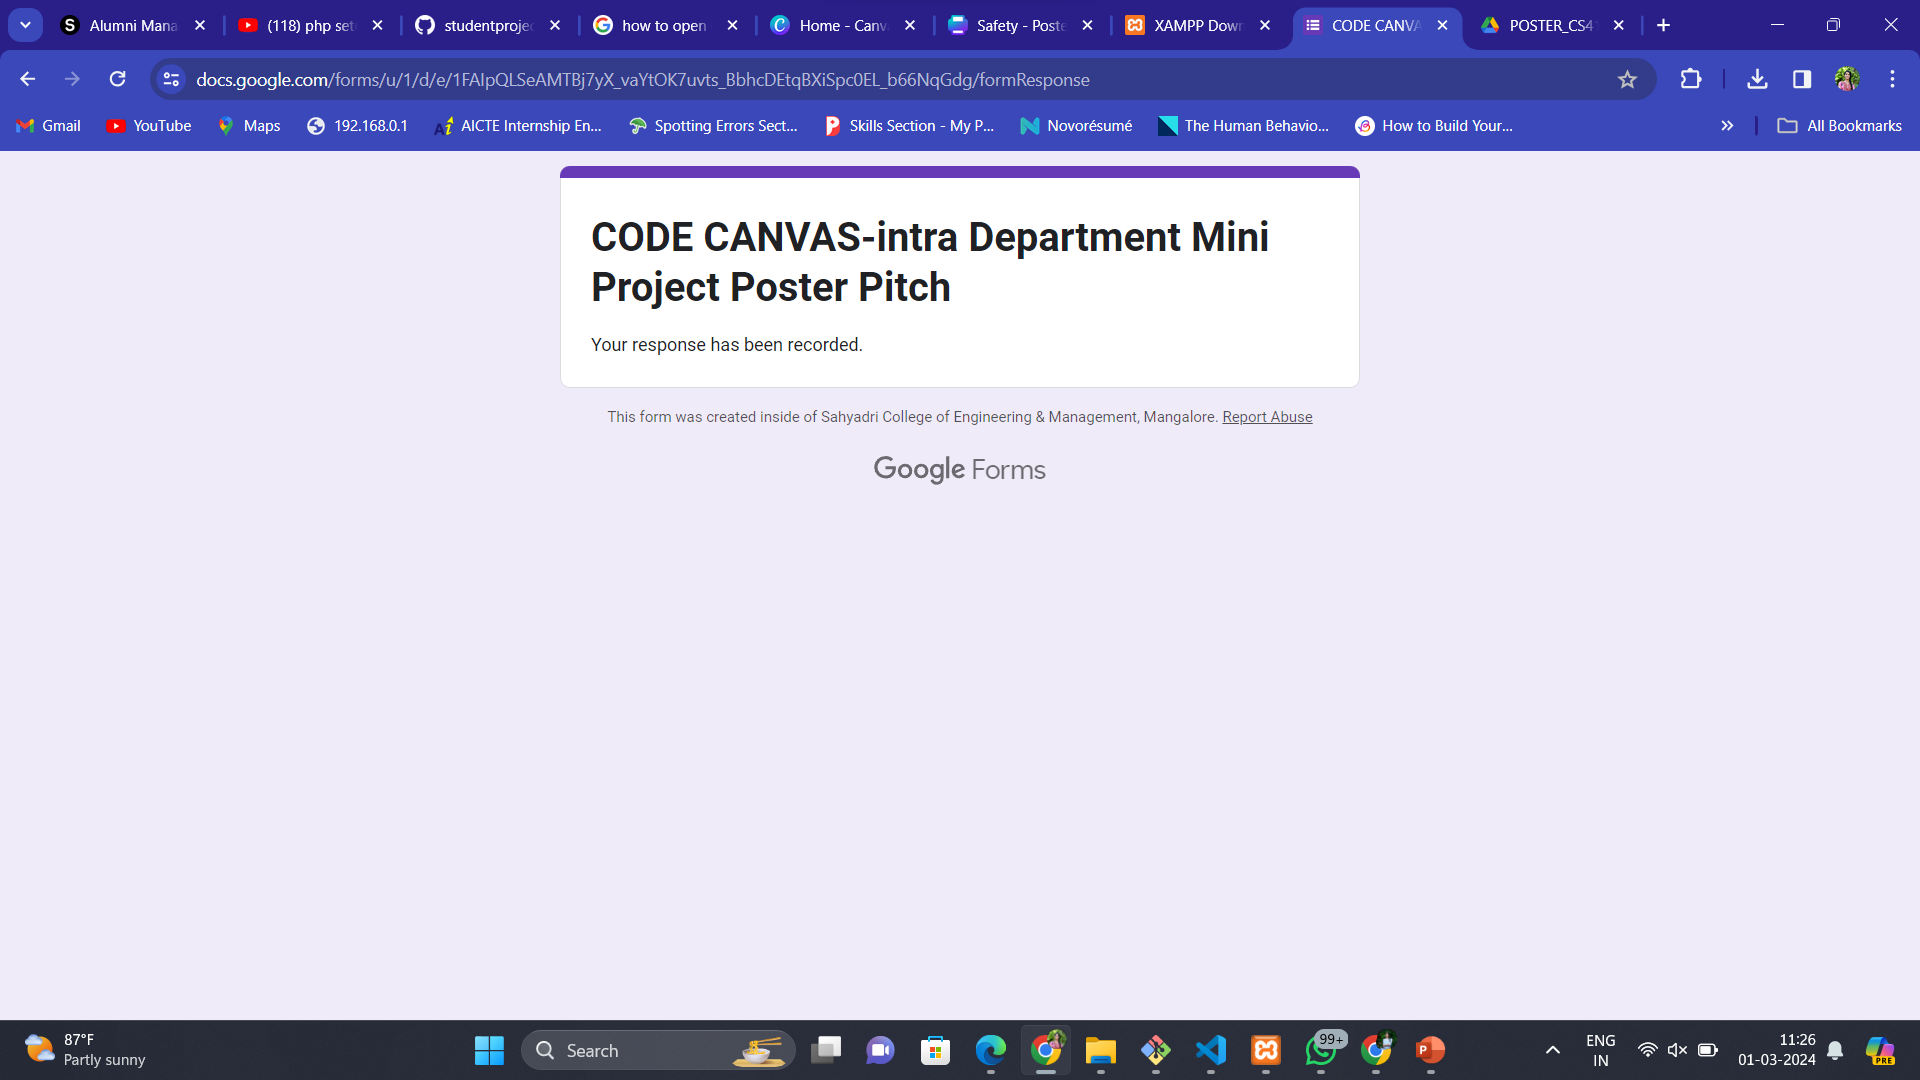 Alumni Mana
(118) php set
studentprojec
how to open
Home - Canv
Safety - Poste
XAMPP Down
CODE CANVA
POSTER_CS4
docs.google.com/forms/u/1/d/e/1FAIpQLSeAMTBj7yX_vaYtOK7uvts_BbhcDEtqBXiSpc0EL_b66NqGdg/formResponse
Gmail
YouTube
Maps
192.168.0.1
AICTE Internship En...
Spotting Errors Sect...
Skills Section - My P...
Novorésumé
The Human Behavio...
How to Build Your...
All Bookmarks
CODE CANVAS-intra Department Mini
Project Poster Pitch
Your response has been recorded.
This form was created inside of Sahyadri College of Engineering & Management, Mangalore. Report Abuse
Google Forms
87°F
Partly sunny
Search
99+
ENG
IN
11:26
01-03-2024
PRE